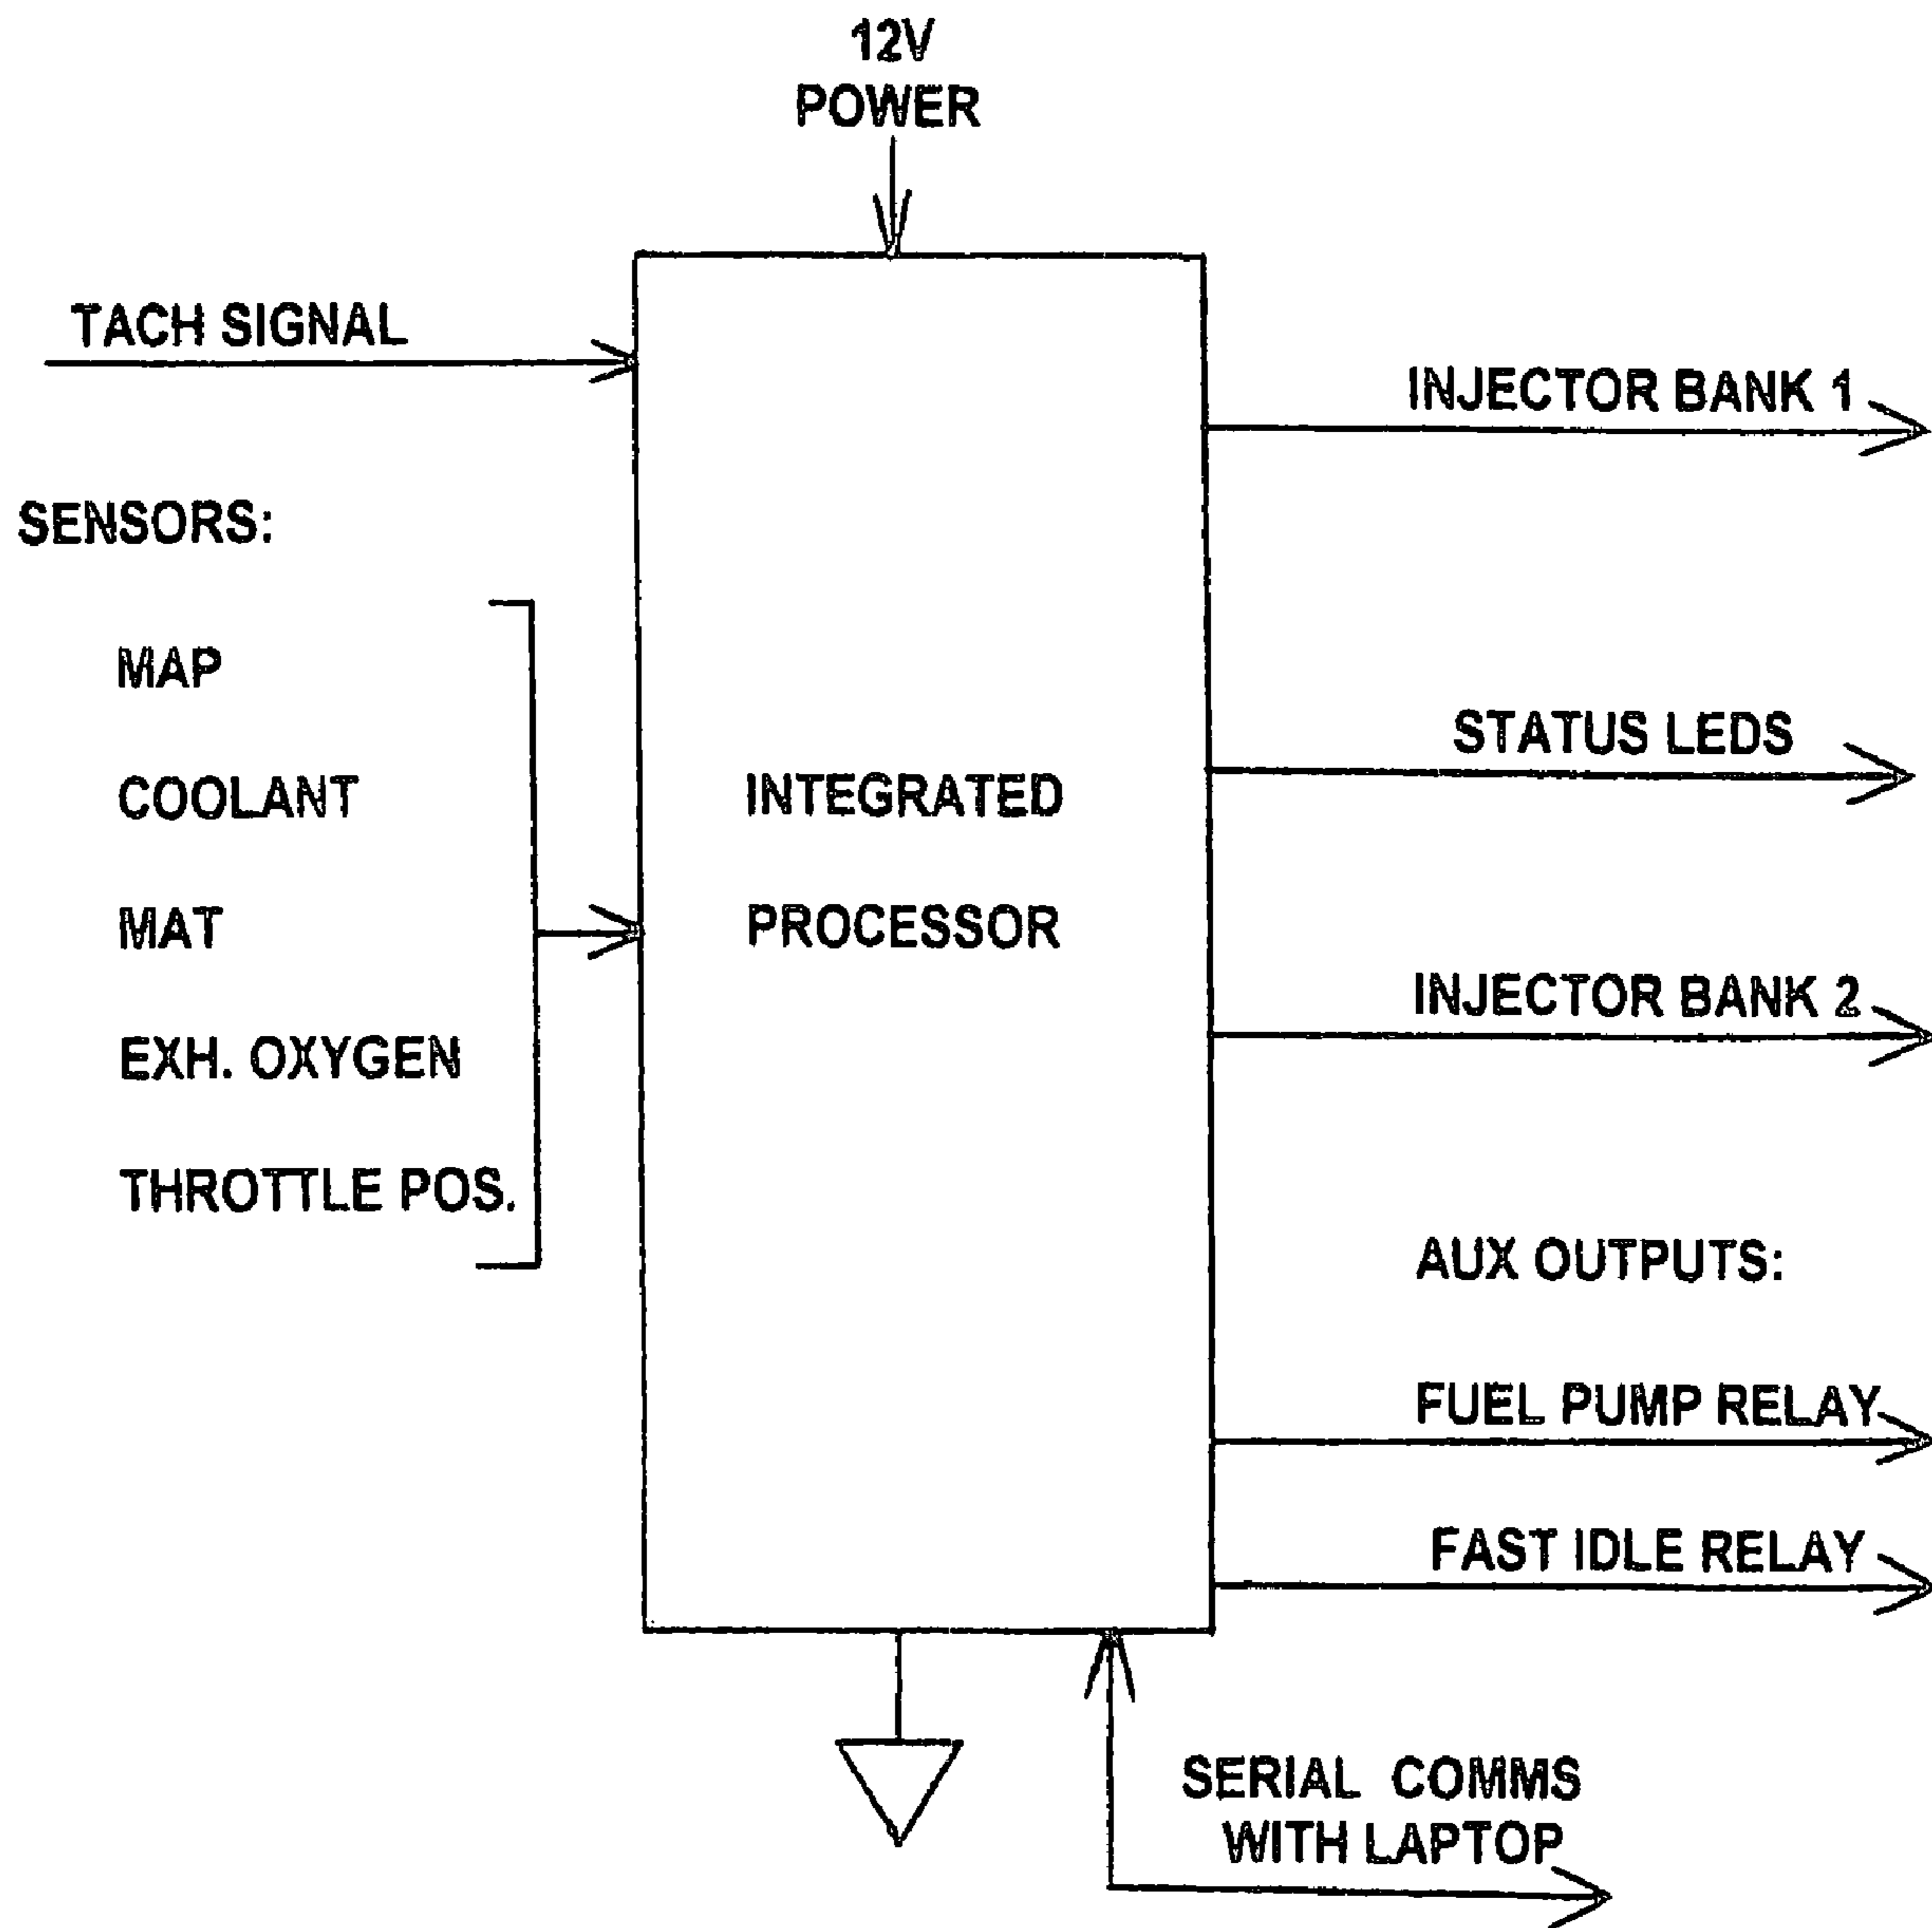 12V
POWER
TACH SIGNAL
SENSORS:
MAP
COOLANT
MAT
EXH. OXYGEN
THROTTLE POS.
INTEGRATED
PROCESSOR
INJECTOR BANK 1
STATUS LEDS
INJECTOR BANK 2
AUX OUTPUTS:
FUEL PUMP RELAY
FAST IDLE RELAY
SERIAL COMMS
WITH LAPTOP